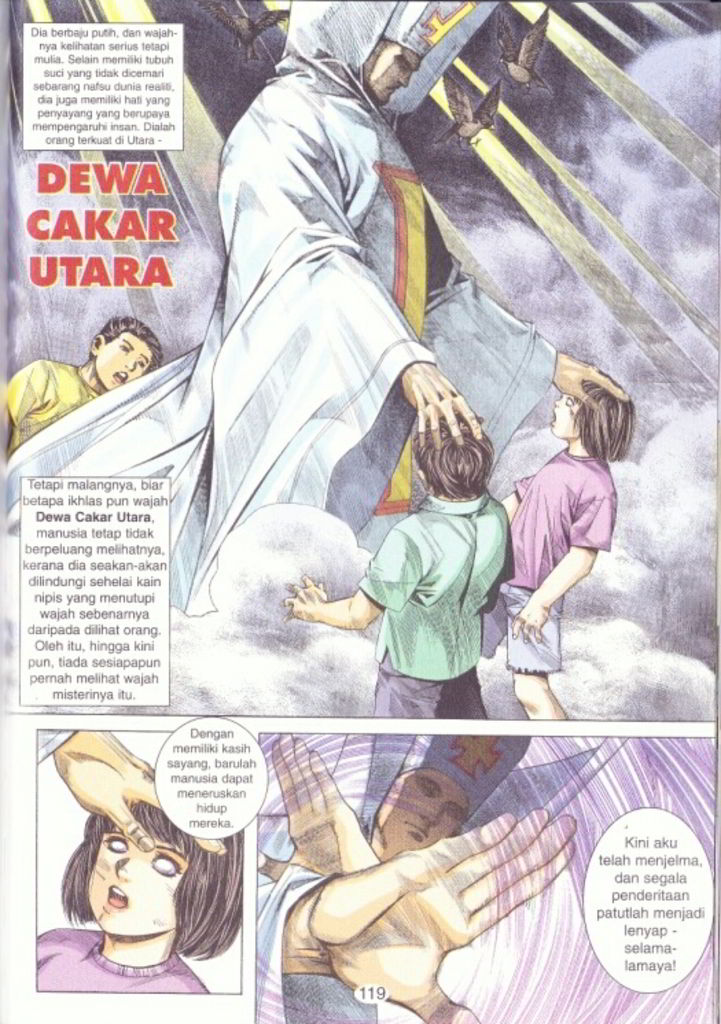 Dia berbaju putih, dan wajah-
nya kelihatan serius tetapi
mulia. Selain memiliki tubuh
suci yang tidak dicemari
sebarang nafsu dunia realiti,
dia juga memiliki hati yang
penyayang yang berupaya
mempengaruhi insan. Dialah
orang terkuat di Utara -
DEWA
CAKAR
UTARA
Tetapi malangnya, biar
betapa ikhlas pun wajah
Dewa Cakar Utara,
manusia tetap tidak
berpeluang melihatnya,
kerana dia seakan-akan
dilindungi sehelai kain
nipis yang menutupi
wajah sebenarnya
daripada dilihat orang.
Oleh itu, hingga kini
pun, tiada sesiapapun
pernah melihat wajah
misterinya itu.
Dengan
memiliki kasih
sayang, barulah
manusia dapat
meneruskan
hidup
mereka.
Kini aku
telah menjelma,
dan segala
penderitaan
patutlah menjadi
lenyap -
selama-
lamaya!
119